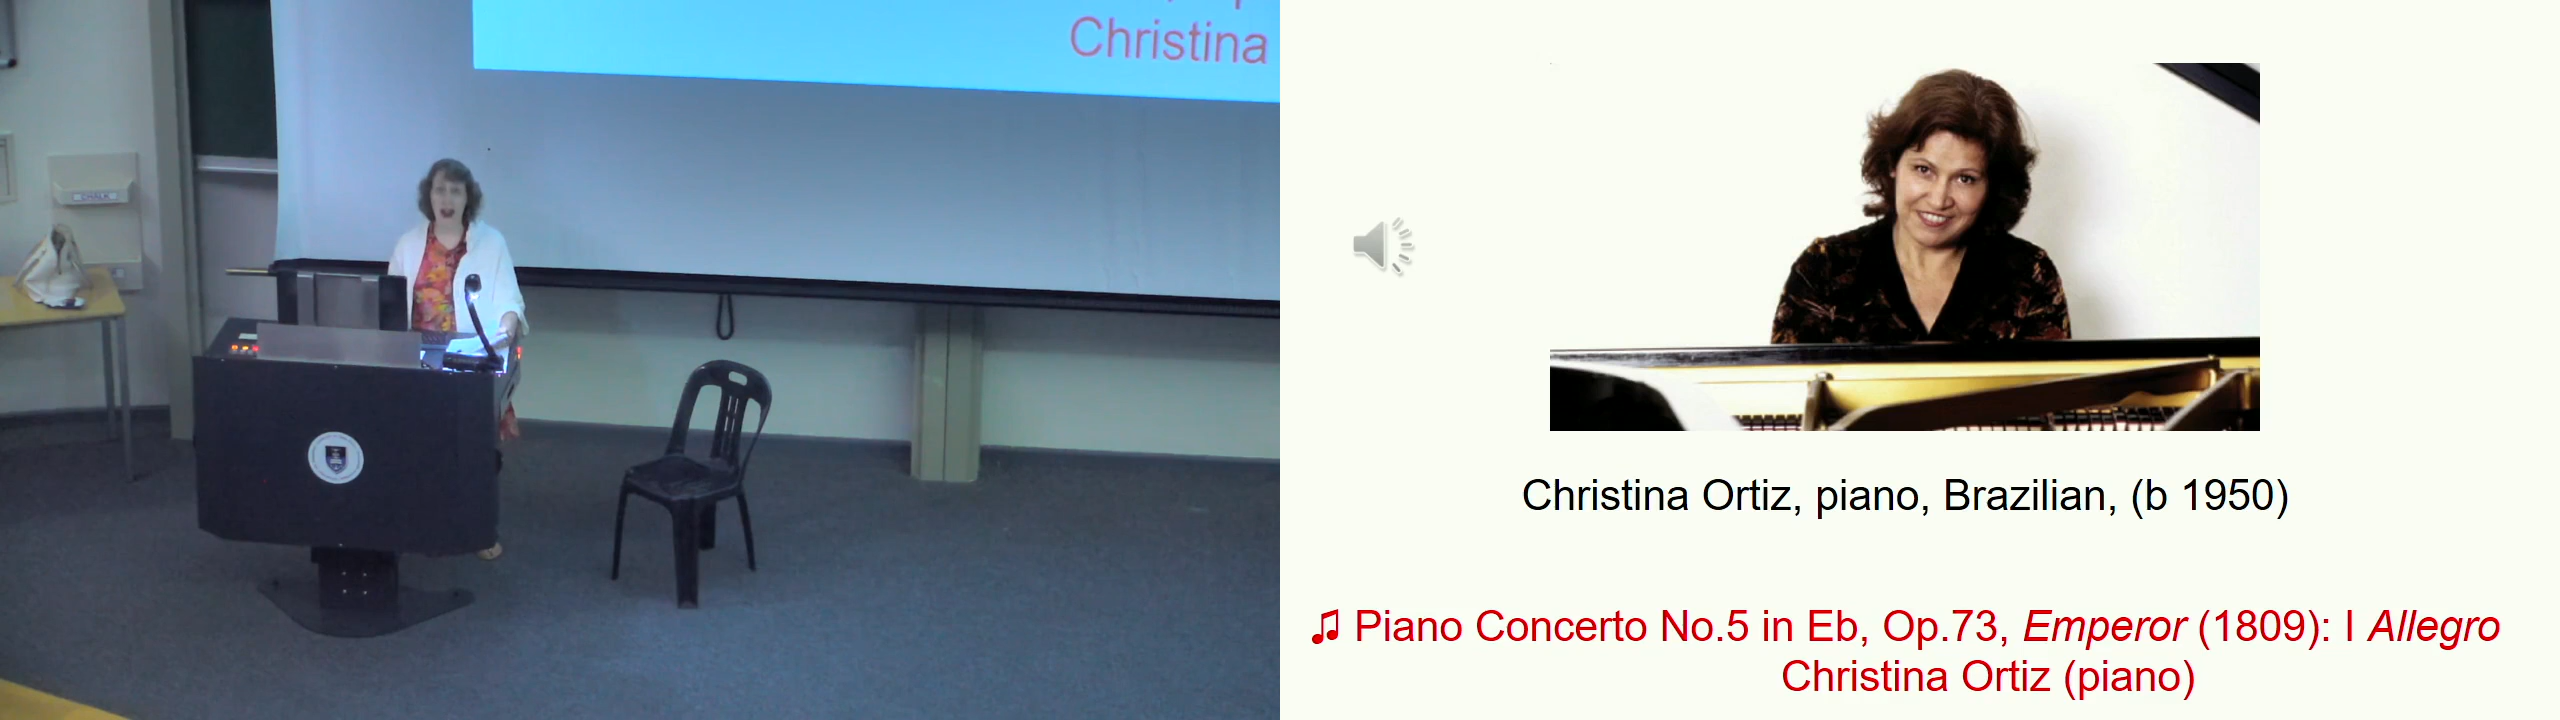 Christina
CHALK
Christina Ortiz, piano, Brazilian, (b 1950)
♫ Piano Concerto No.5 in Eb, Op.73, Emperor (1809): I Allegro
Christina Ortiz (piano)